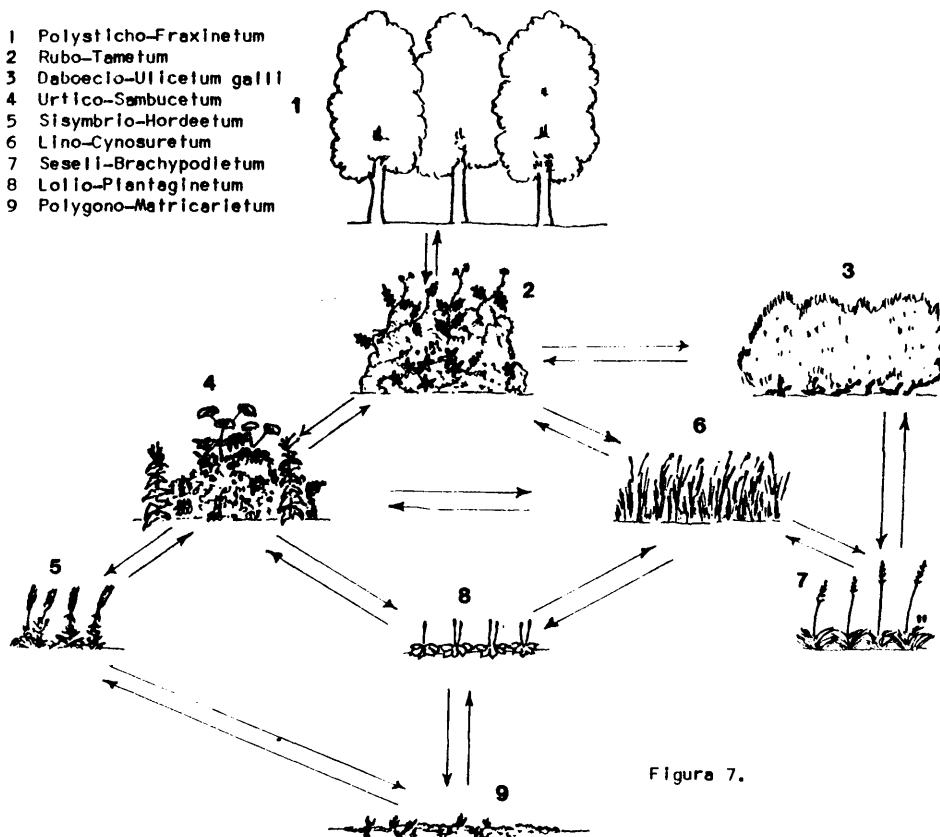 1 Polysticho-Fraxinetum
2 Rubo-Tametum
3 Daboecio-Ulicetum galli
4 Urtico-Sambucetum
5 Sisymbrio-Hordeetum
6 Lino-Cynosuretum
7 Seseli-Brachypodietum
8 Lolio-Plantaginetum
9 Polygono-Matricarietum
1
2
3
4
6
5
8
7
9
Figura 7.